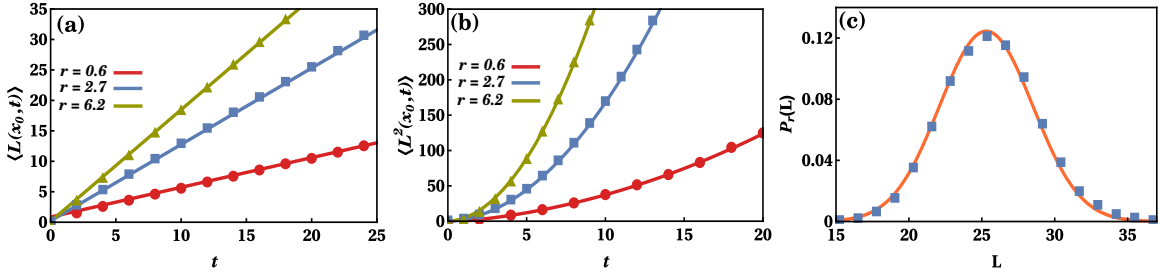 (a)
⟨L(x₀,t)⟩
35
30
25
20
15
10
5
0
r = 0.6
r = 2.7
r = 6.2
0 5 10 15 20 25
t
(b)
⟨L²(x₀,t)⟩
300
250
200
150
100
50
0
r = 0.6
r = 2.7
r = 6.2
0 5 10 15 20
t
(c)
Pᵣ(L)
0.12
0.08
0.04
0
15 20 25 30 35
L